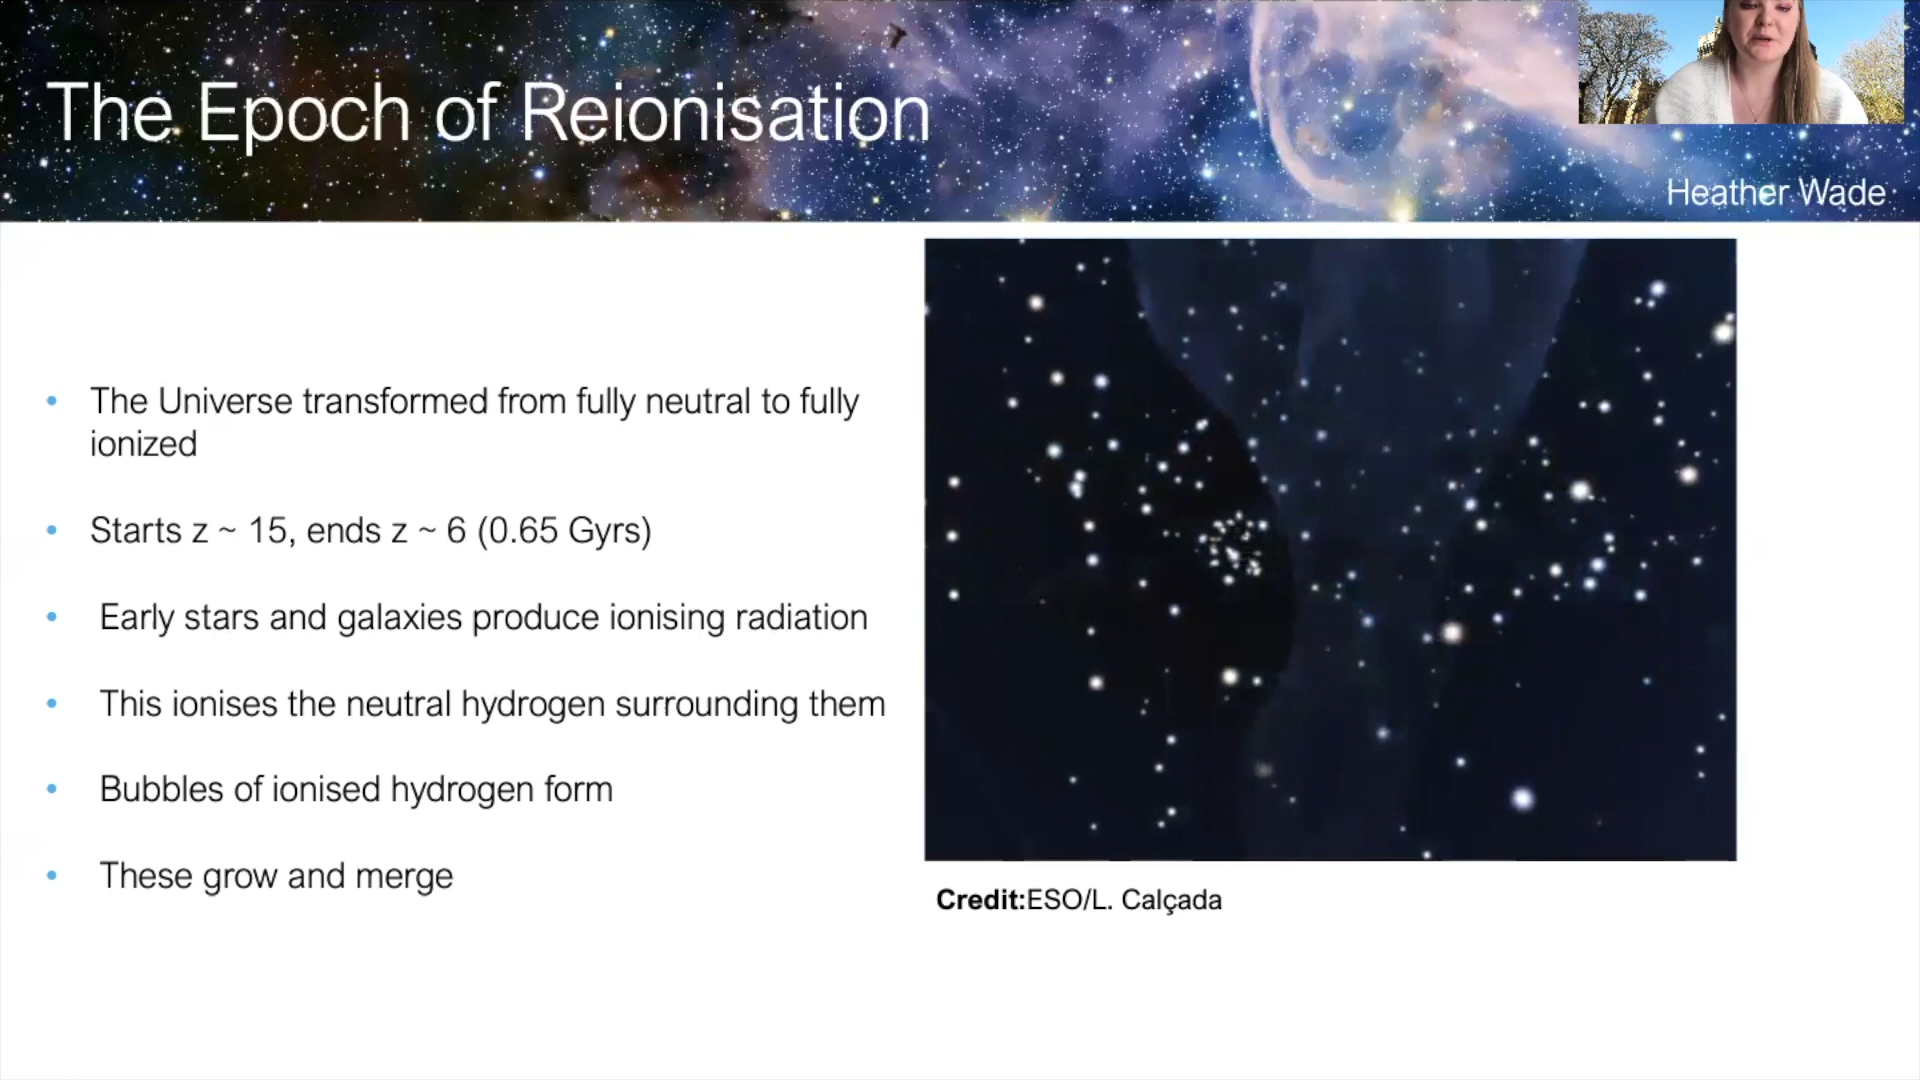 The Epoch of Reionisation
Heather Wade
• The Universe transformed from fully neutral to fully
ionized
• Starts z ~ 15, ends z ~ 6 (0.65 Gyrs)
• Early stars and galaxies produce ionising radiation
• This ionises the neutral hydrogen surrounding them
• Bubbles of ionised hydrogen form
• These grow and merge
Credit:ESO/L. Calçada